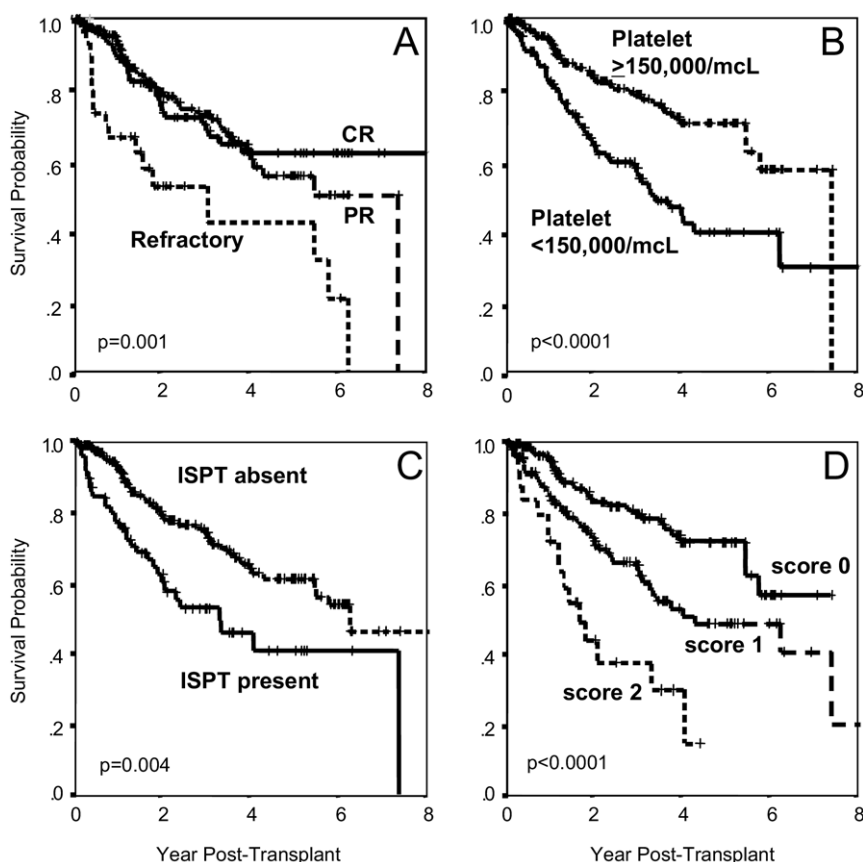 A
1.0
.8
.6
.4
.2
.0
Survival Probability
CR
PR
Refractory
p=0.001
0 2 4 6 8
B
1.0
.8
.6
.4
.2
.0
Platelet
≥150,000/mcL
Platelet
<150,000/mcL
p<0.0001
0 2 4 6 8
C
1.0
.8
.6
.4
.2
.0
Survival Probability
ISPT absent
ISPT present
p=0.004
0 2 4 6 8
Year Post-Transplant
D
1.0
.8
.6
.4
.2
.0
score 0
score 1
score 2
p<0.0001
0 2 4 6 8
Year Post-Transplant